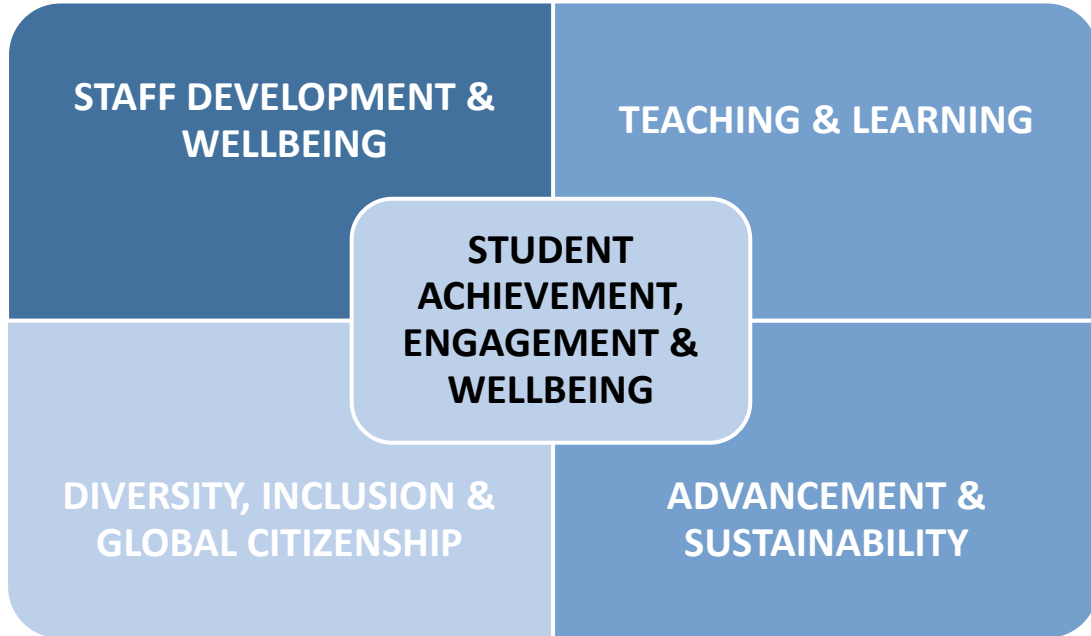 STAFF DEVELOPMENT &
WELLBEING
TEACHING & LEARNING
STUDENT
ACHIEVEMENT,
ENGAGEMENT &
WELLBEING
DIVERSITY, INCLUSION &
GLOBAL CITIZENSHIP
ADVANCEMENT &
SUSTAINABILITY